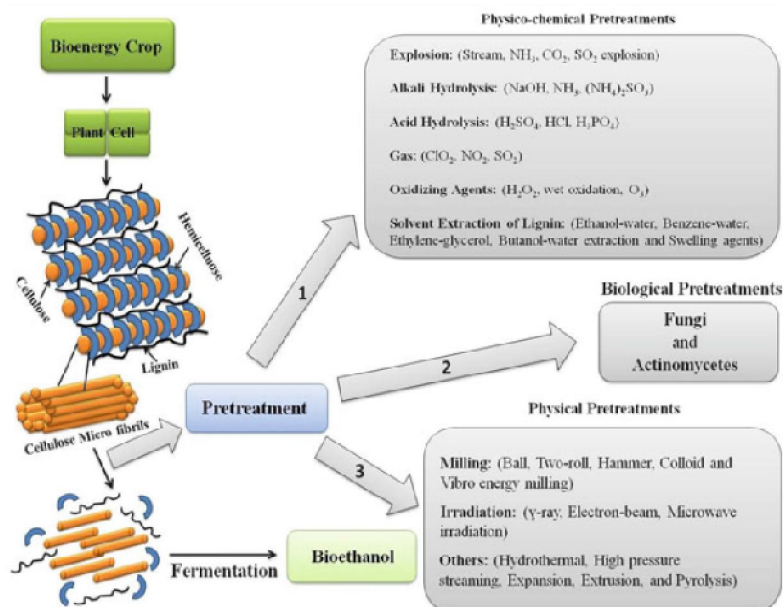 Bioenergy Crop
Plant Cell
Cellulose
Hemicelluose
Lignin
Cellulose Micro fibrils
Pretreatment
Fermentation
Bioethanol
1
Physico-chemical Pretreatments
Explosion: (Stream, NH₃, CO₂, SO₂ explosion)
Alkali Hydrolysis: (NaOH, NH₃, (NH₄)₂SO₃)
Acid Hydrolysis: (H₂SO₄, HCl, H₃PO₄)
Gas: (ClO₂, NO₂, SO₂)
Oxidizing Agents: (H₂O₂, wet oxidation, O₃)
Solvent Extraction of Lignin: (Ethanol-water, Benzene-water,
Ethylene-glycerol, Butanol-water extraction and Swelling agents)
2
Biological Pretreatments
Fungi
and
Actinomycetes
3
Physical Pretreatments
Milling: (Ball, Two-roll, Hammer, Colloid and
Vibro energy milling)
Irradiation: (γ-ray, Electron-beam, Microwave
irradiation)
Others: (Hydrothermal, High pressure
streaming, Expansion, Extrusion, and Pyrolysis)